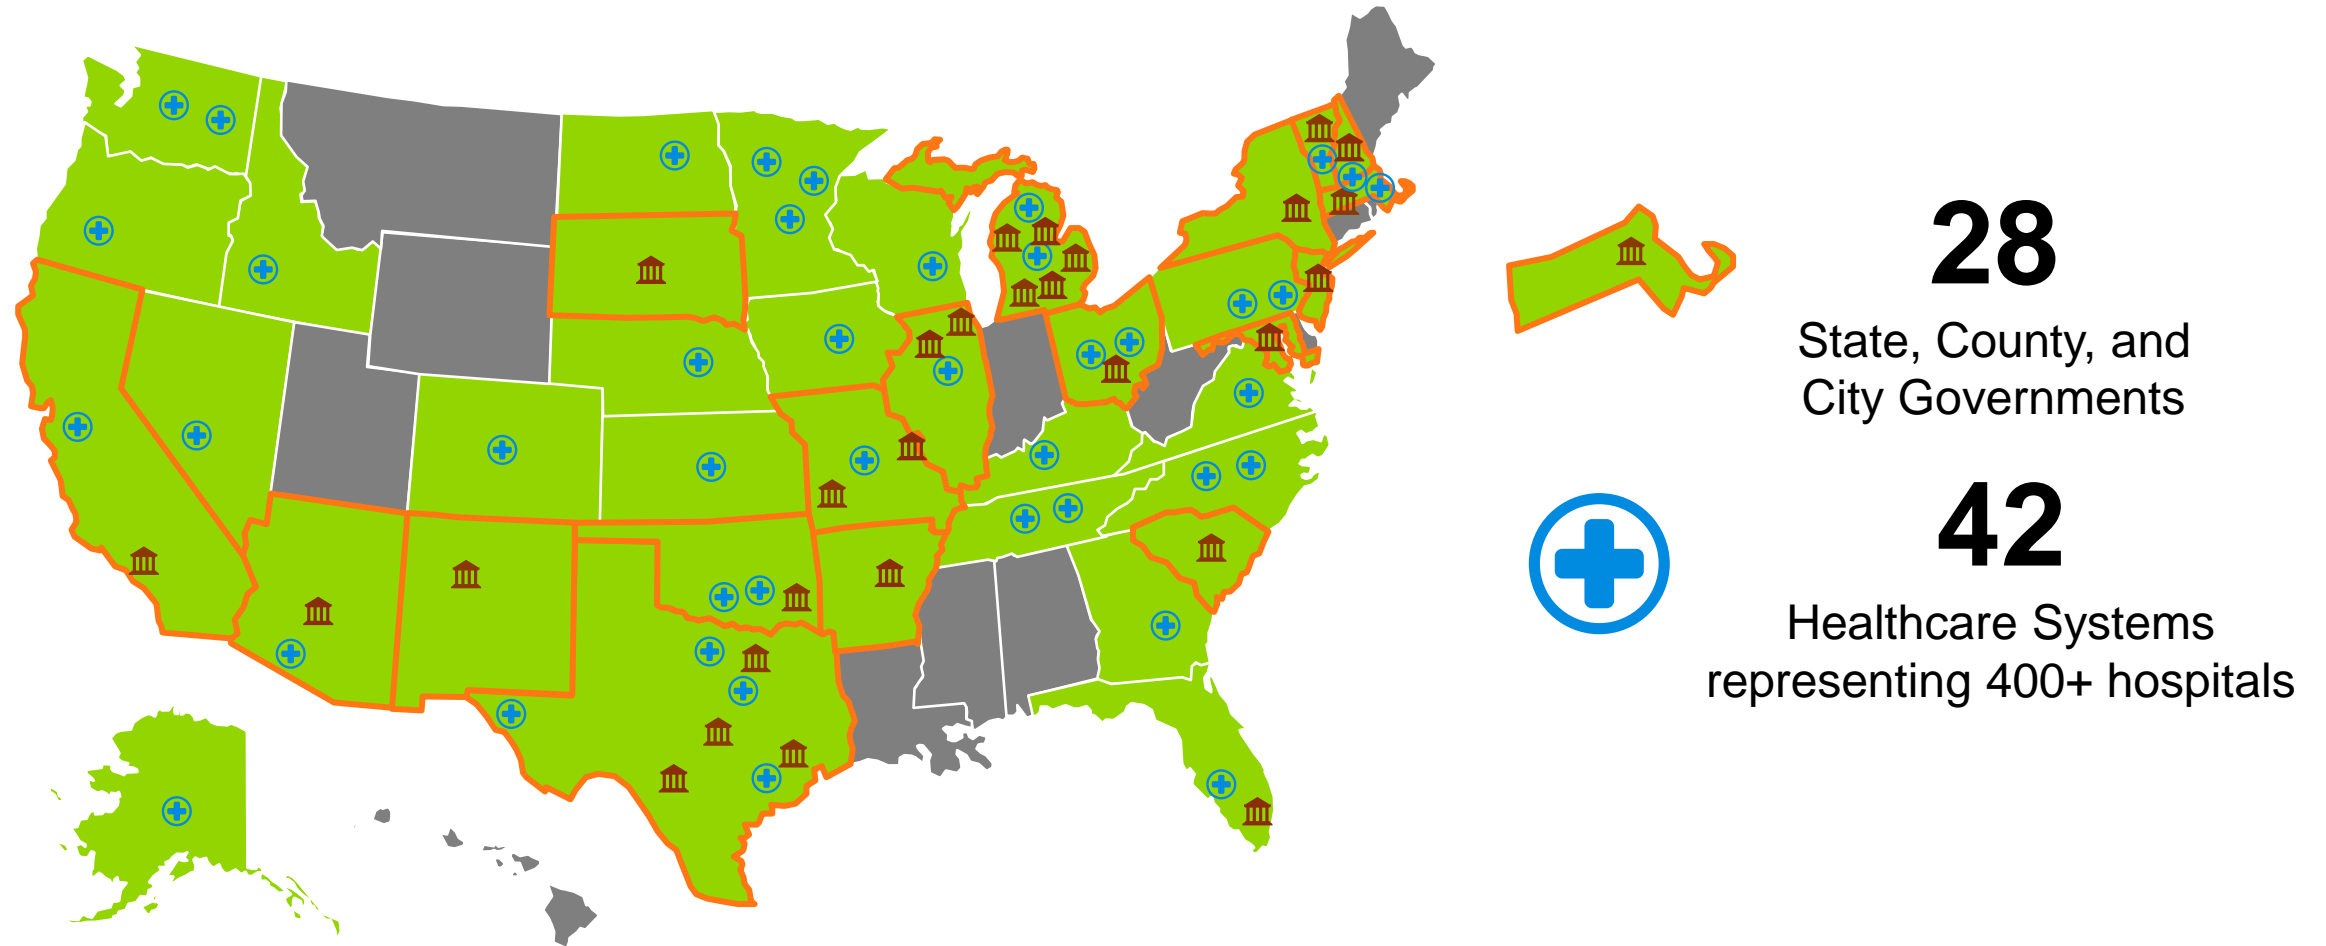 28
State, County, and
City Governments
42
Healthcare Systems
representing 400+ hospitals